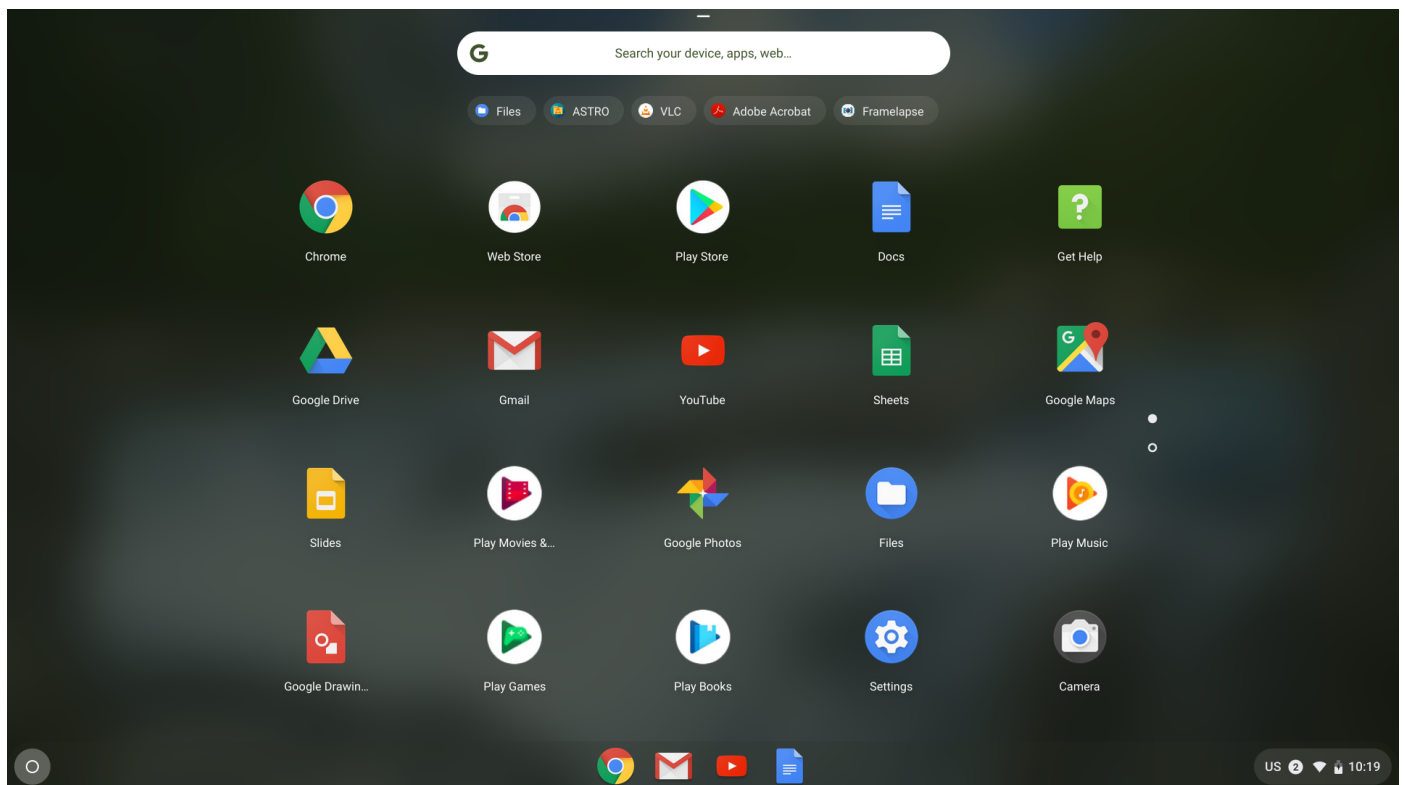 Search your device, apps, web...
Files ASTRO VLC Adobe Acrobat Framelapse
Chrome Web Store Play Store Docs Get Help
G
Google Drive Gmail YouTube Sheets Google Maps
Slides Play Movies &... Google Photos Files Play Music
Google Drawin... Play Games Play Books Settings Camera
US 2 10:19